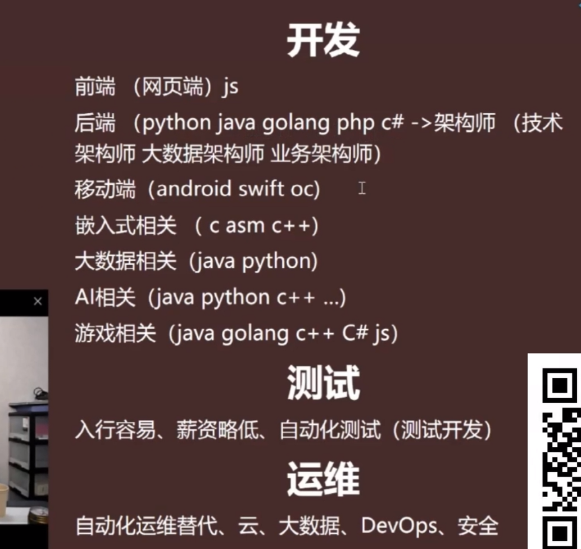 开发
前端 （网页端）js
后端 （python java golang php c# ->架构师 （技术
架构师 大数据架构师 业务架构师）
移动端（android swift oc）
嵌入式相关 （ c asm c++）
大数据相关（java python）
AI相关（java python c++ ...）
游戏相关（java golang c++ C# js）
测试
入行容易、薪资略低、自动化测试（测试开发）
运维
自动化运维替代、云、大数据、DevOps、安全